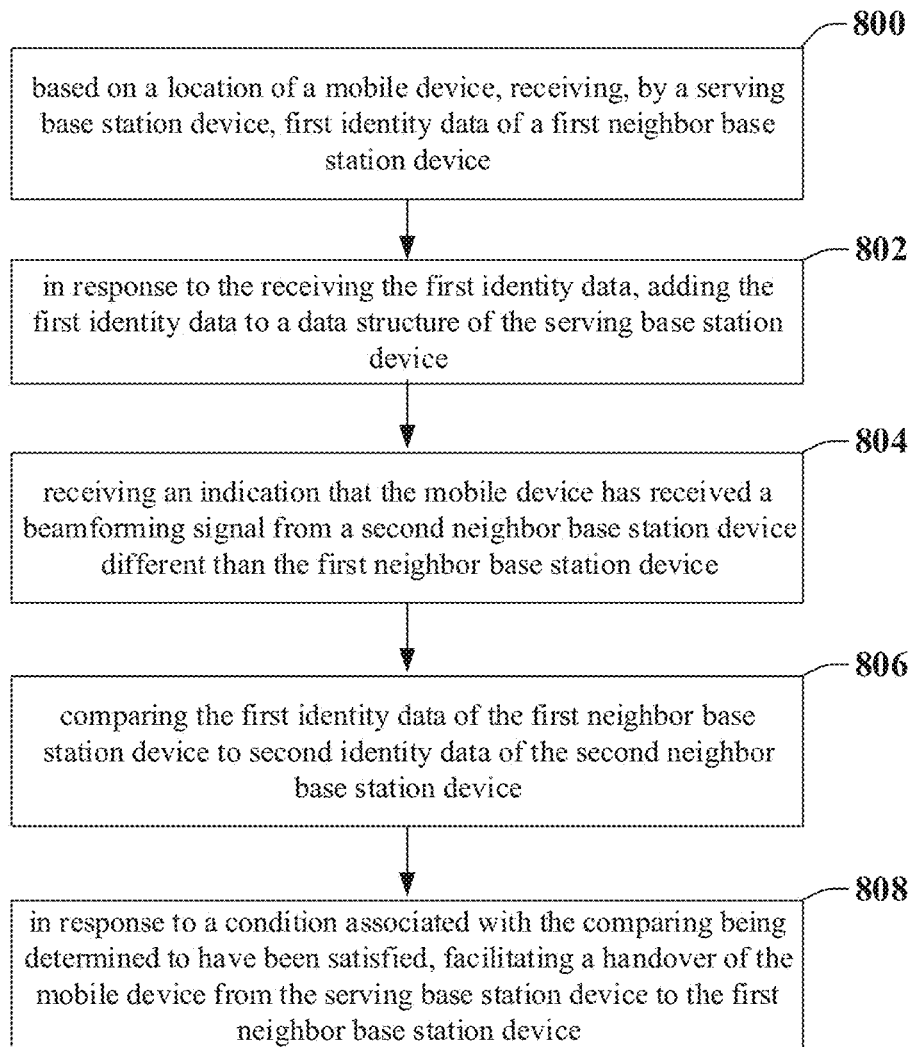 800
based on a location of a mobile device, receiving, by a serving
base station device, first identity data of a first neighbor base
station device
802
in response to the receiving the first identity data, adding the
first identity data to a data structure of the serving base station
device
804
receiving an indication that the mobile device has received a
beamforming signal from a second neighbor base station device
different than the first neighbor base station device
806
comparing the first identity data of the first neighbor base
station device to second identity data of the second neighbor
base station device
808
in response to a condition associated with the comparing being
determined to have been satisfied, facilitating a handover of the
mobile device from the serving base station device to the first
neighbor base station device